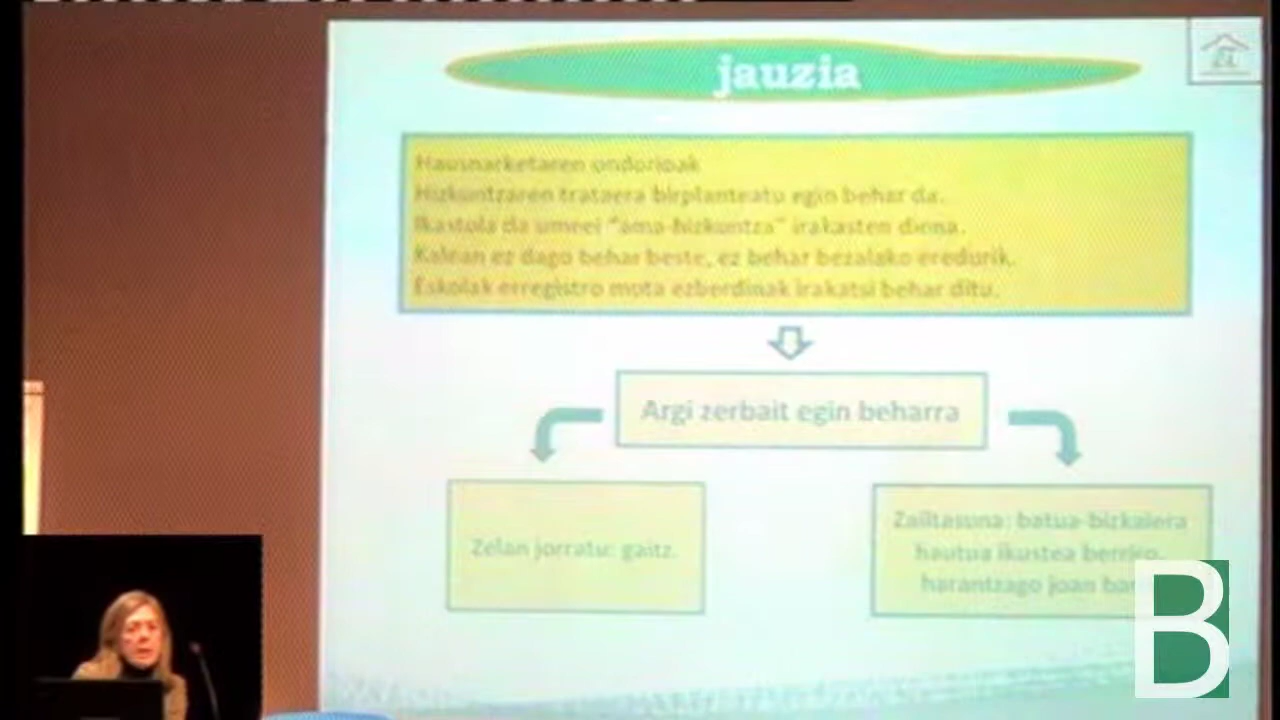 jauzia
Hausnarketaren ondorioak
Hizkuntzaren trataera birplanteatu egin behar da.
Ikastola da umeei "ama-hizkuntza" irakasten diena.
Kalean ez dago behar beste, ez behar bezalako eredurik.
Eskolak erregistro mota ezberdinak irakatsi behar ditu.
Argi zerbait egin beharra
Zelan jorratu: gaitz.
Zailtasuna: batua-bizkaiera
hautua ikustea berriro.
harantzago joan
B